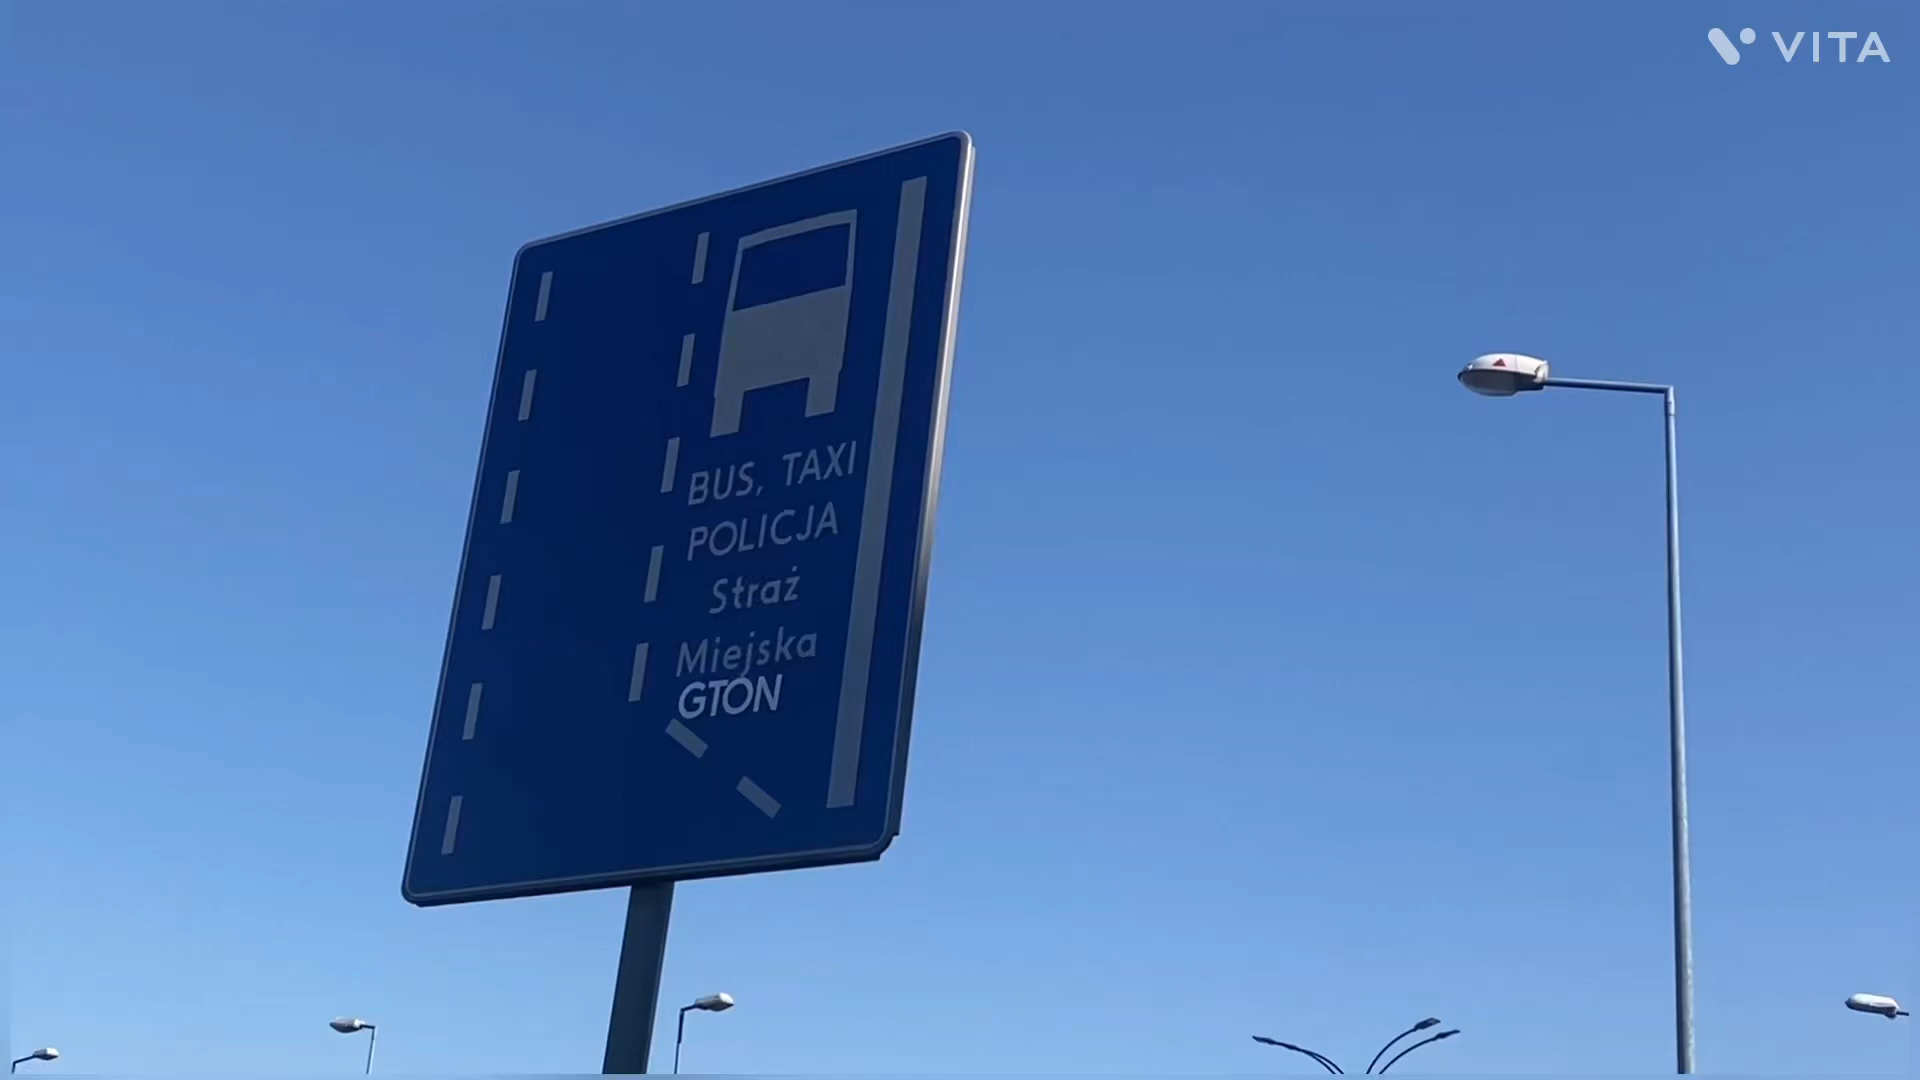 VITA
BUS, TAXI
POLICJA
Straż
Miejska
GTON